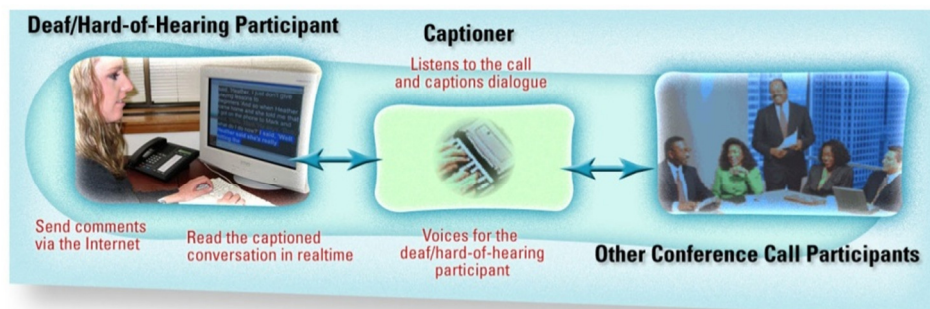 Deaf/Hard-of-Hearing Participant
Captioner
Listens to the call
and captions dialogue
Send comments
via the Internet
Read the captioned
conversation in realtime
Voices for the
deaf/hard-of-hearing
participant
Other Conference Call Participants